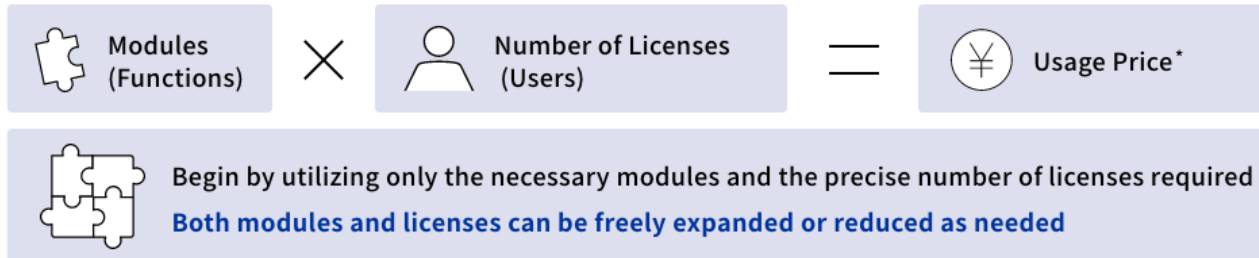 Modules
(Functions)
×
Number of Licenses
(Users)
=
¥
Usage Price*
Begin by utilizing only the necessary modules and the precise number of licenses required
Both modules and licenses can be freely expanded or reduced as needed